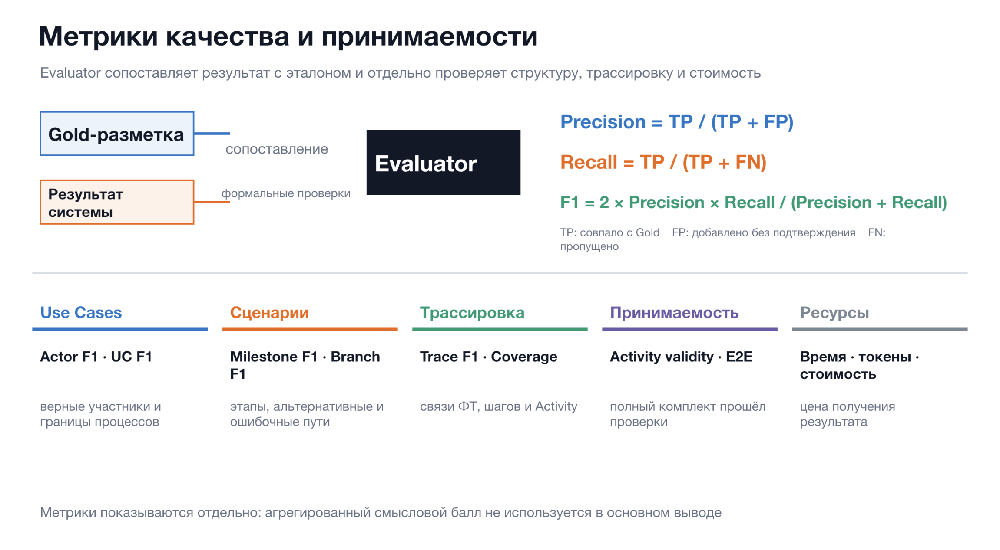 Метрики качества и принимаемости
Evaluator сопоставляет результат с эталоном и отдельно проверяет структуру, трассировку и стоимость
Gold-разметка
сопоставление
Результат
системы
формальные проверки
Evaluator
Precision = TP / (TP + FP)
Recall = TP / (TP + FN)
F1 = 2 × Precision × Recall / (Precision + Recall)
TP: совпало с Gold FP: добавлено без подтверждения FN:
пропущено
Use Cases
Actor F1 · UC F1
верные участники и
границы процессов
Сценарии
Milestone F1 · Branch
F1
этапы, альтернативные и
ошибочные пути
Трассировка
Trace F1 · Coverage
связи ФТ, шагов и Activity
Принимаемость
Activity validity · E2E
полный комплект прошёл
проверки
Ресурсы
Время · токены ·
стоимость
цена получения
результата
Метрики показываются отдельно: агрегированный смысловой балл не используется в основном выводе